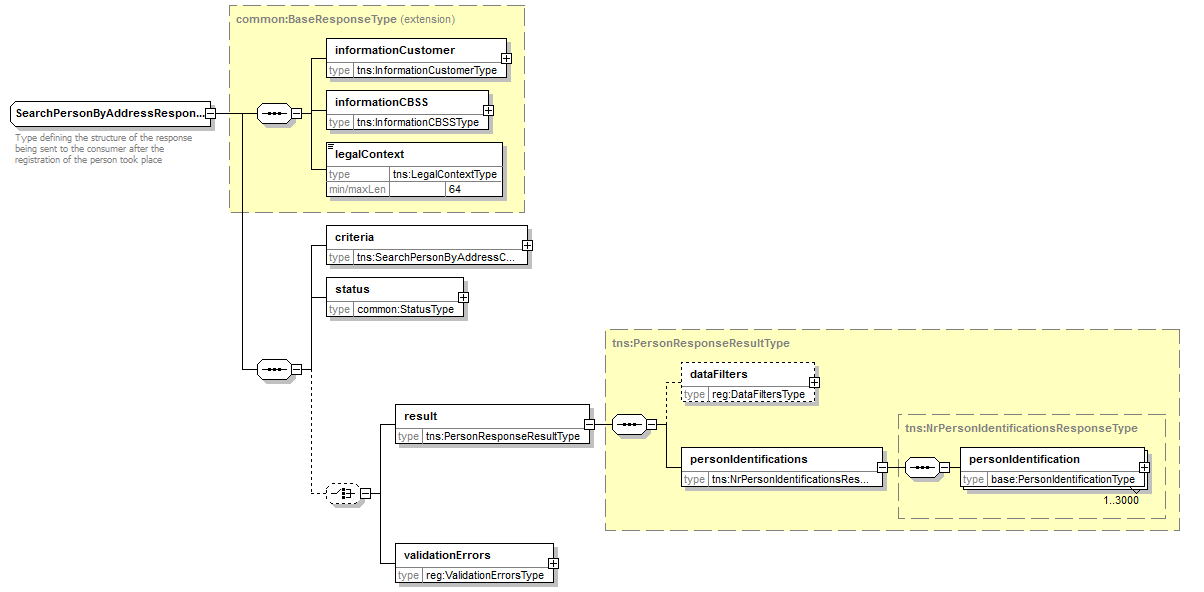 common:BaseResponseType (extension)
informationCustomer
type tns:InformationCustomerType
informationCBSS
type tns:InformationCBSSType
legalContext
type tns:LegalContextType
min/maxLen 64
SearchPersonByAddressRespon...
Type defining the structure of the response
being sent to the consumer after the
registration of the person took place
criteria
type tns:SearchPersonByAddressC...
status
type common:StatusType
result
type tns:PersonResponseResultType
tns:PersonResponseResultType
dataFilters
type reg:DataFiltersType
personIdentifications
type tns:NrPersonIdentificationsRes...
tns:NrPersonIdentificationsResponseType
personIdentification
type base:PersonIdentificationType
1..3000
validationErrors
type reg:ValidationErrorsType